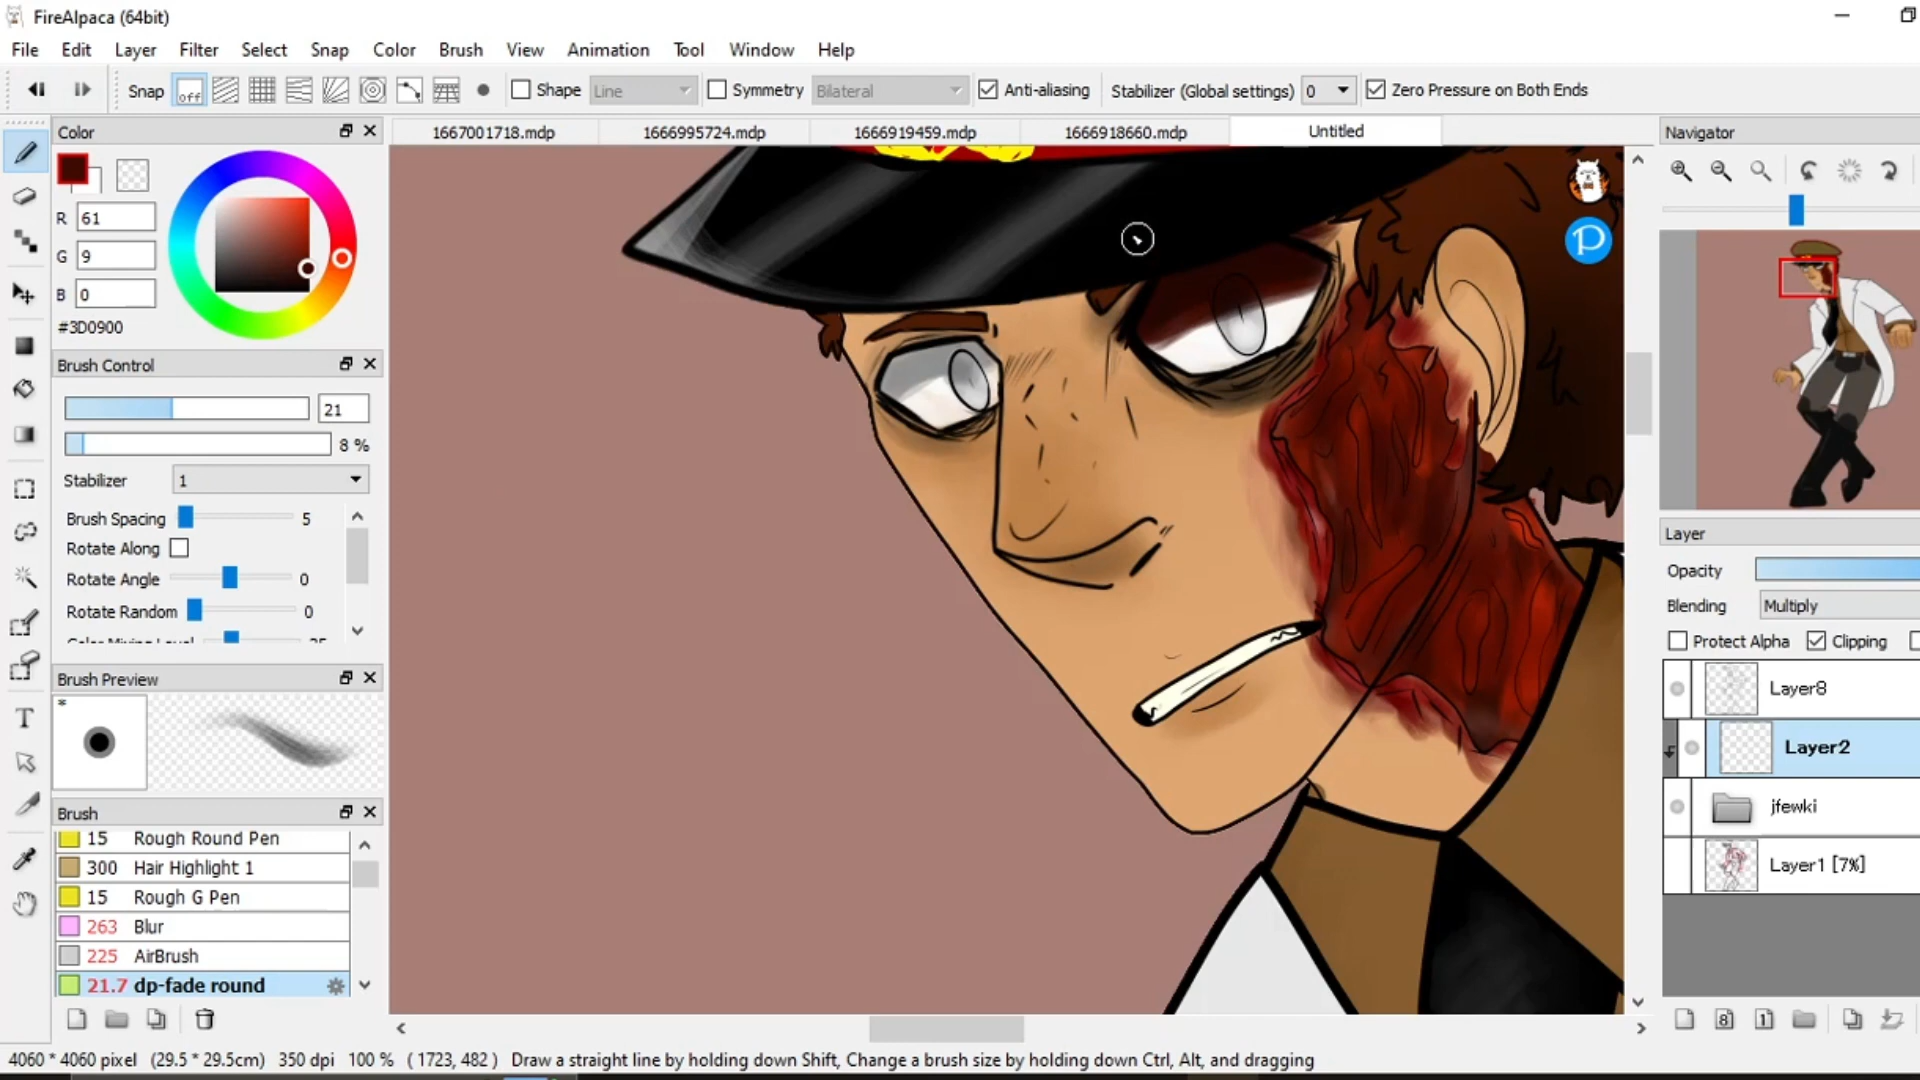 FireAlpaca (64bit)
File Edit Layer Filter Select Snap Color Brush View Animation Tool Window Help
Snap off Shape Line Symmetry Bilateral Anti-aliasing Stabilizer (Global settings) 0 Zero Pressure on Both Ends
Color
1667001718.mdp 1666995724.mdp 1666919459.mdp 1666918660.mdp Untitled
Navigator
R 61
G 9
B 0
#3D0900
P
Brush Control
21
8 %
Stabilizer 1
Brush Spacing 5
Rotate Along
Rotate Angle 0
Rotate Random 0
Color Mixing Level 25
Brush Preview
*
Brush
15 Rough Round Pen
300 Hair Highlight 1
15 Rough G Pen
263 Blur
225 AirBrush
21.7 dp-fade round
Layer
Opacity
Blending Multiply
Protect Alpha Clipping
Layer8
Layer2
jfewki
Layer1 [7%]
8 1
T
4060 * 4060 pixel (29.5 * 29.5cm) 350 dpi 100 % ( 1723, 482 ) Draw a straight line by holding down Shift, Change a brush size by holding down Ctrl, Alt, and dragging